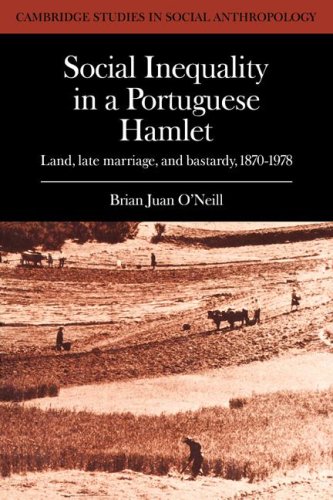 CAMBRIDGE STUDIES IN SOCIAL ANTHROPOLOGY
Social Inequality
in a Portuguese
Hamlet
Land, late marriage, and bastardy, 1870-1978
Brian Juan O'Neill